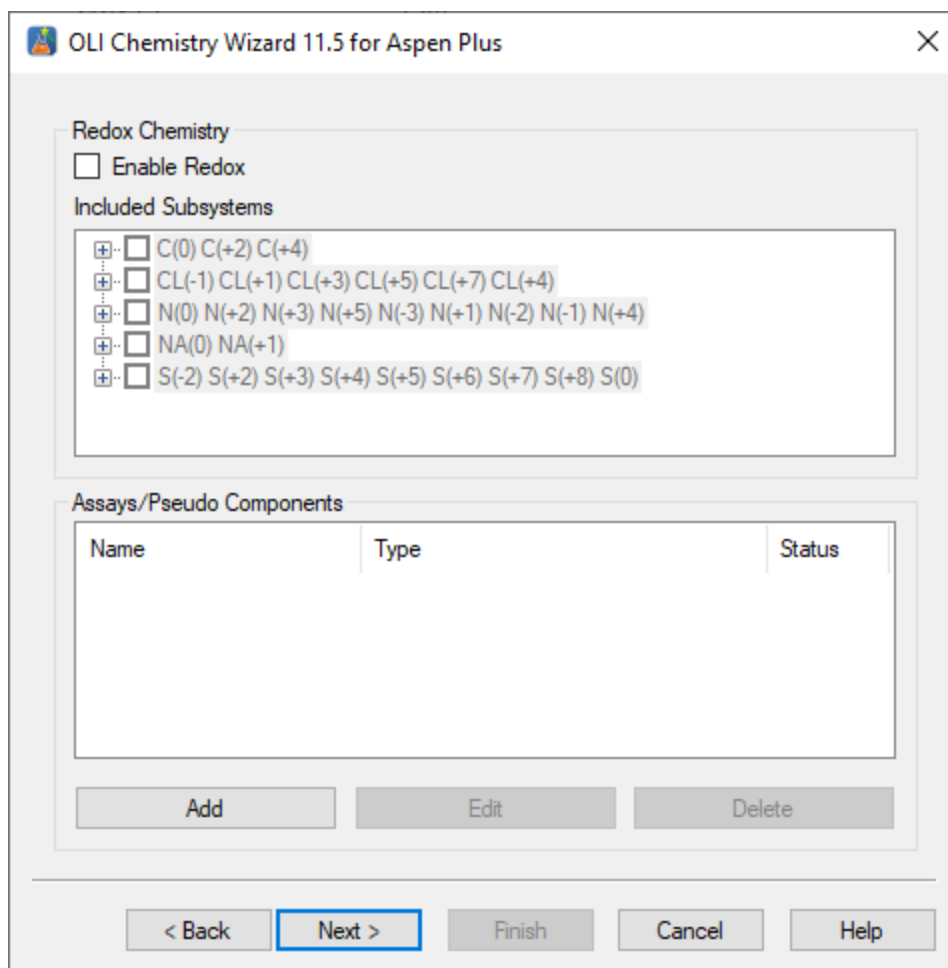 OLI Chemistry Wizard 11.5 for Aspen Plus
Redox Chemistry
Enable Redox
Included Subsystems
C(0) C(+2) C(+4)
CL(-1) CL(+1) CL(+3) CL(+5) CL(+7) CL(+4)
N(0) N(+2) N(+3) N(+5) N(-3) N(+1) N(-2) N(-1) N(+4)
NA(0) NA(+1)
S(-2) S(+2) S(+3) S(+4) S(+5) S(+6) S(+7) S(+8) S(0)
Assays/Pseudo Components
Name Type Status
Add Edit Delete
< Back Next > Finish Cancel Help